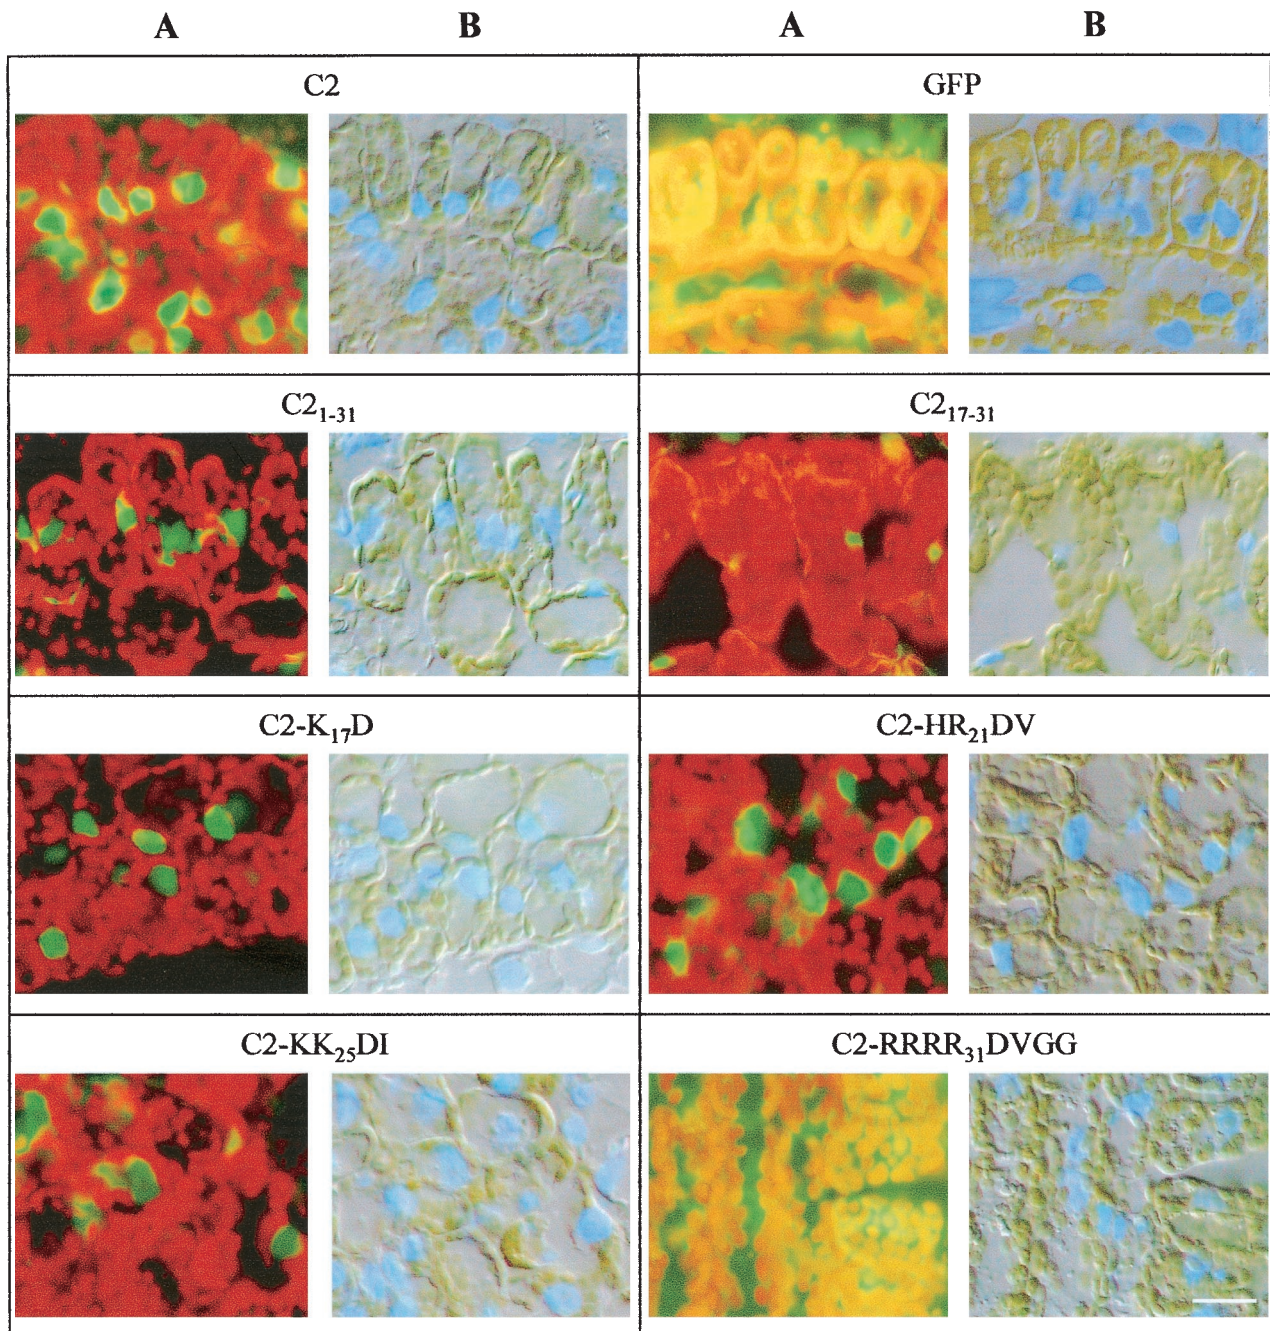 A B A B
C2 GFP
C2₁₋₃₁ C2₁₇₋₃₁
C2-K₁₇D C2-HR₂₁DV
C2-KK₂₅DI C2-RRRR₃₁DVGG